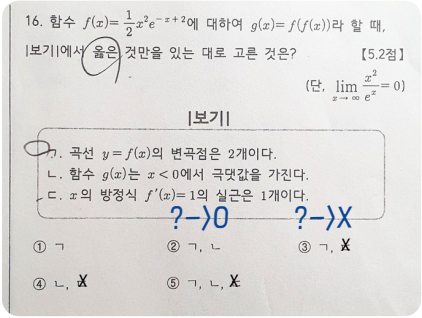 16. 함수 f(x)=\frac{1}{2}x²e^{-x+2}에 대하여 g(x)=f(f(x))라 할 때,
|보기|에서 옳은 것만을 있는 대로 고른 것은? 【5.2점】
(단, \lim_{x→∞} \frac{x²}{e^x}=0)
|보기|
ㄱ. 곡선 y=f(x)의 변곡점은 2개이다.
ㄴ. 함수 g(x)는 x<0에서 극댓값을 가진다.
ㄷ. x의 방정식 f′(x)=1의 실근은 1개이다.
?->O ?->X
① ㄱ ② ㄱ, ㄴ ③ ㄱ, X
④ ㄴ, X ⑤ ㄱ, ㄴ, X